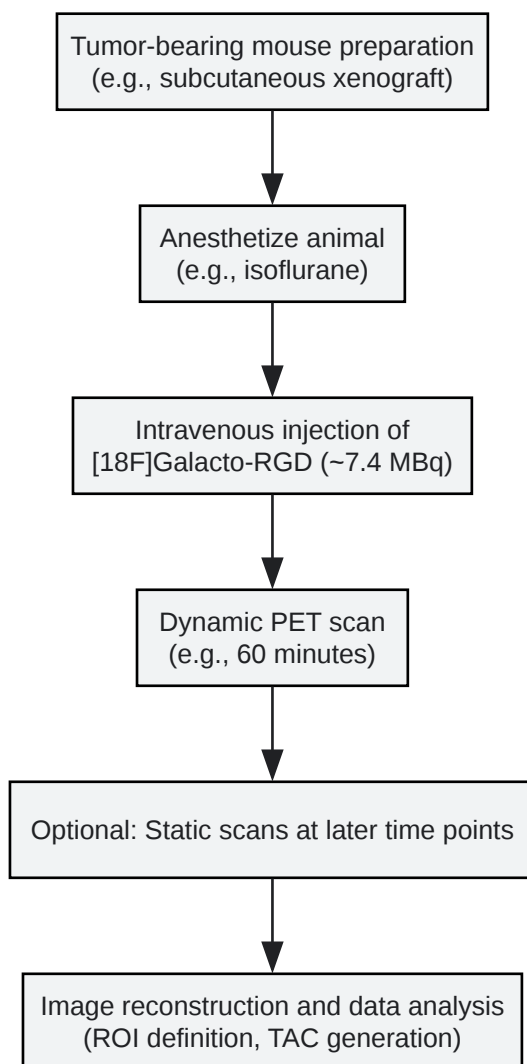 Tumor-bearing mouse preparation
(e.g., subcutaneous xenograft)
Anesthetize animal
(e.g., isoflurane)
Intravenous injection of
[18F]Galacto-RGD (~7.4 MBq)
Dynamic PET scan
(e.g., 60 minutes)
Optional: Static scans at later time points
Image reconstruction and data analysis
(ROI definition, TAC generation)